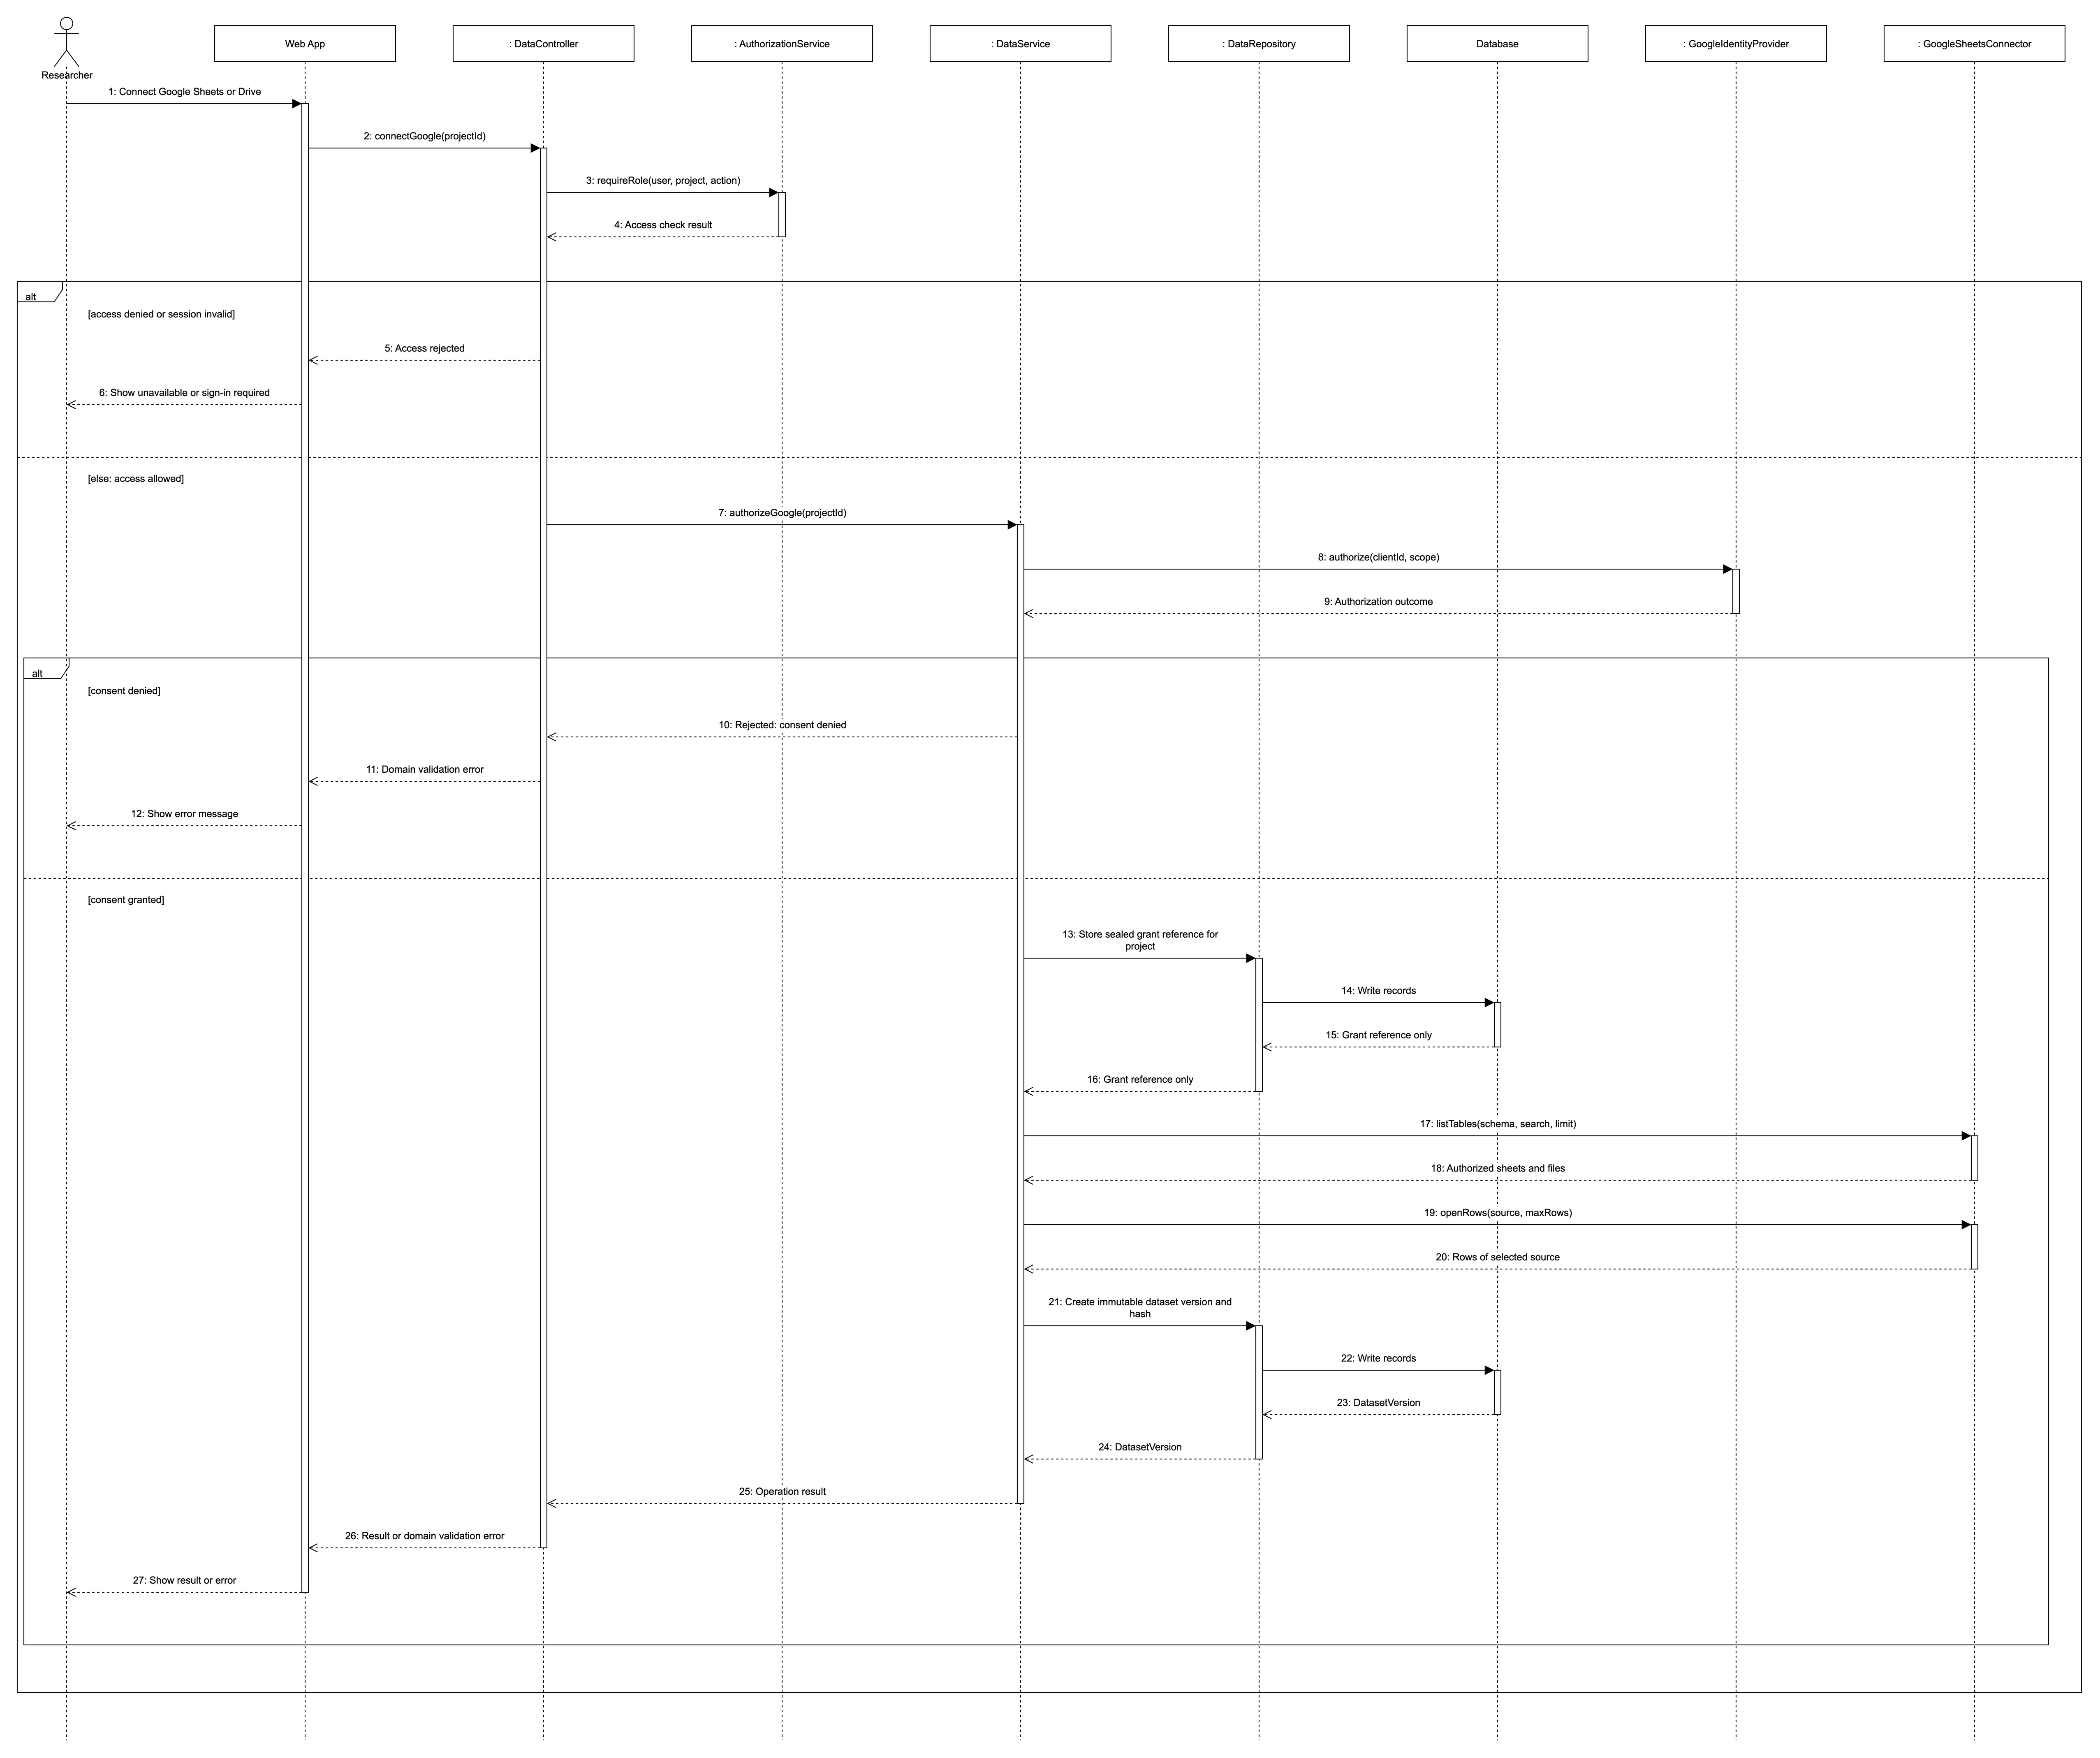 Researcher
Web App
: DataController
: AuthorizationService
: DataService
: DataRepository
Database
: GoogleIdentityProvider
: GoogleSheetsConnector
1: Connect Google Sheets or Drive
2: connectGoogle(projectId)
3: requireRole(user, project, action)
4: Access check result
alt
[access denied or session invalid]
5: Access rejected
6: Show unavailable or sign-in required
[else: access allowed]
7: authorizeGoogle(projectId)
8: authorize(clientId, scope)
9: Authorization outcome
alt
[consent denied]
10: Rejected: consent denied
11: Domain validation error
12: Show error message
[consent granted]
13: Store sealed grant reference for
project
14: Write records
15: Grant reference only
16: Grant reference only
17: listTables(schema, search, limit)
18: Authorized sheets and files
19: openRows(source, maxRows)
20: Rows of selected source
21: Create immutable dataset version and
hash
22: Write records
23: DatasetVersion
24: DatasetVersion
25: Operation result
26: Result or domain validation error
27: Show result or error